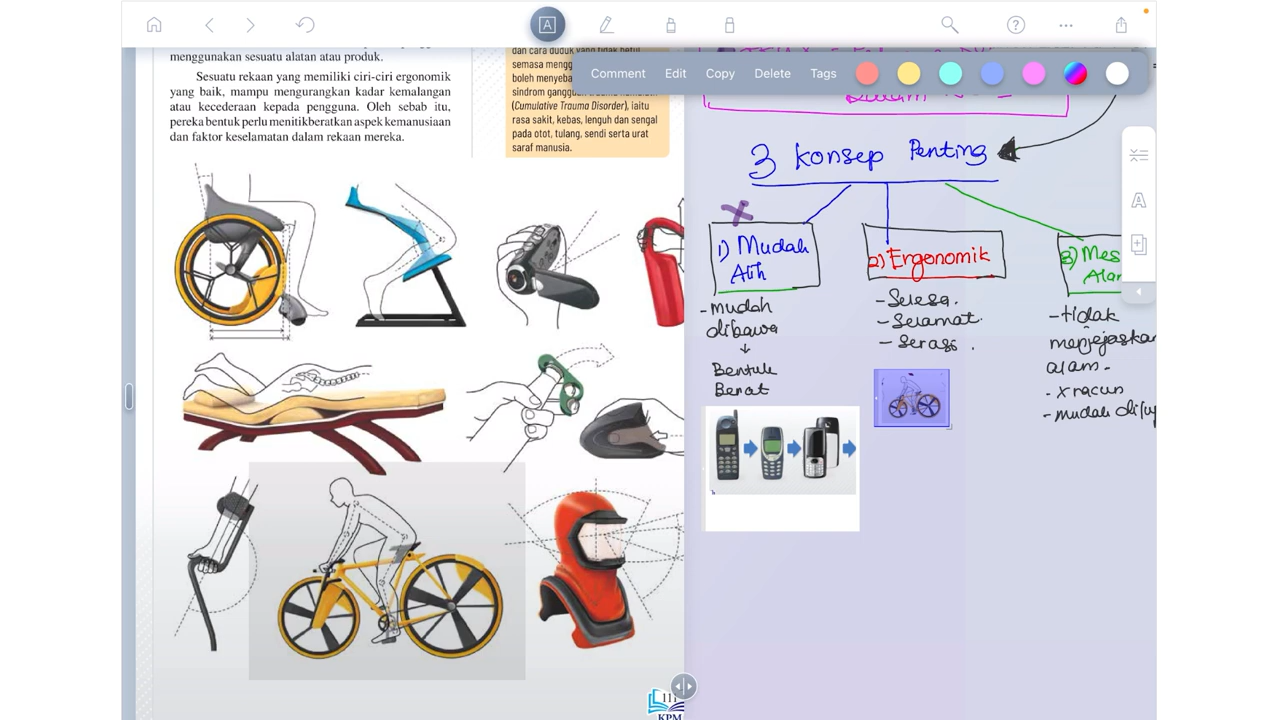 menggunakan sesuatu alatan atau produk.
Sesuatu rekaan yang memiliki ciri-ciri ergonomik
yang baik, mampu mengurangkan kadar kemalangan
atau kecederaan kepada pengguna. Oleh sebab itu,
pereka bentuk perlu menitikberatkan aspek kemanusiaan
dan faktor keselamatan dalam rekaan mereka.
dan cara duduk yang tidak betul
semasa mengg
boleh menyeba
sindrom gangguan
(Cumulative Trauma Disorder), iaitu
rasa sakit, kebas, lenguh dan sengal
pada otot, tulang, sendi serta urat
saraf manusia.
Comment Edit Copy Delete Tags
3 Konsep Penting
1) Mudah
Alih
- Mudah
dibawa
↓
Bentuk
Berat
2) Ergonomik
- Selesa.
- Selamat.
- Serasi.
3) Mes
Alam
- tidak
menjejaskan
alam.
- x racun
- mudah dilup
111
KPM